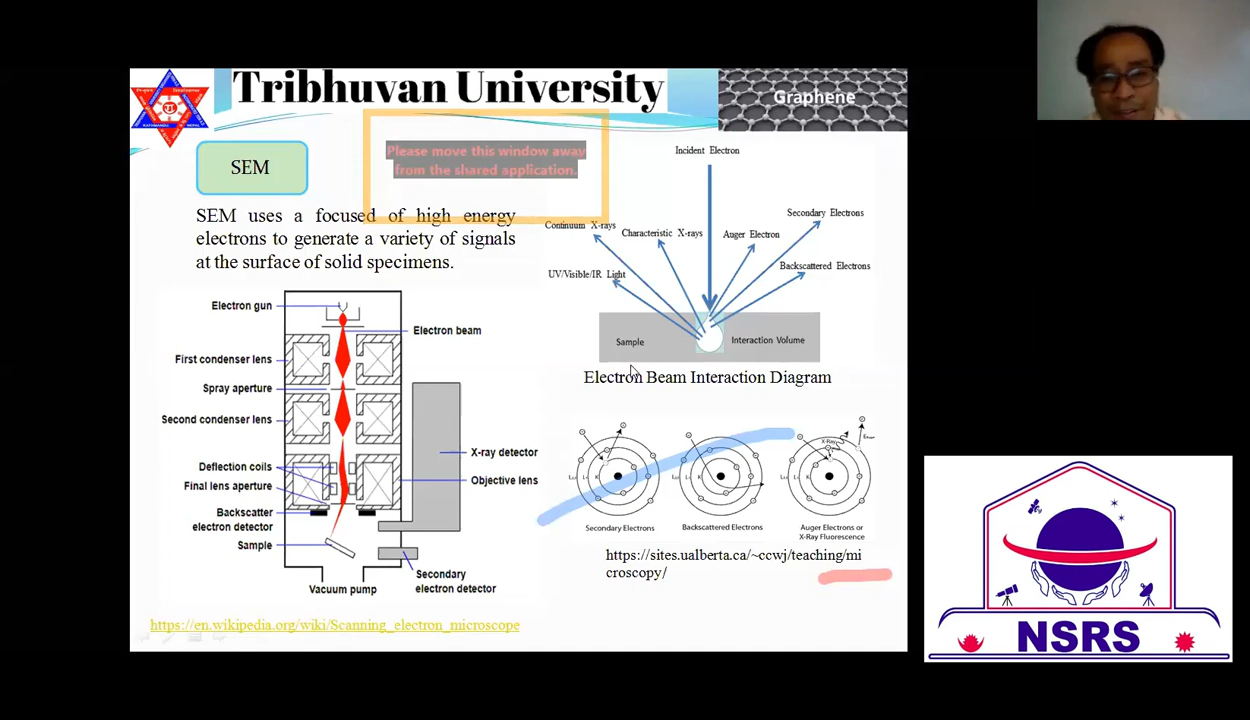 Tribhuvan University
Graphene
Please move this window away
from the shared application.
SEM
SEM uses a focused of high energy
electrons to generate a variety of signals
at the surface of solid specimens.
Incident Electron
Secondary Electrons
Continuum X-rays
Characteristic X-rays
Auger Electron
Backscattered Electrons
UV/Visible/IR Light
Sample
Interaction Volume
Electron Beam Interaction Diagram
Electron gun
Electron beam
First condenser lens
Spray aperture
Second condenser lens
Deflection coils
Final lens aperture
Backscatter
electron detector
Sample
X-ray detector
Objective lens
Secondary
electron detector
Vacuum pump
X-Ray
Secondary Electrons
Backscattered Electrons
Auger Electrons or
X-Ray Fluorescence
https://sites.ualberta.ca/~ccwj/teaching/mi
croscopy/
https://en.wikipedia.org/wiki/Scanning_electron_microscope
NSRS